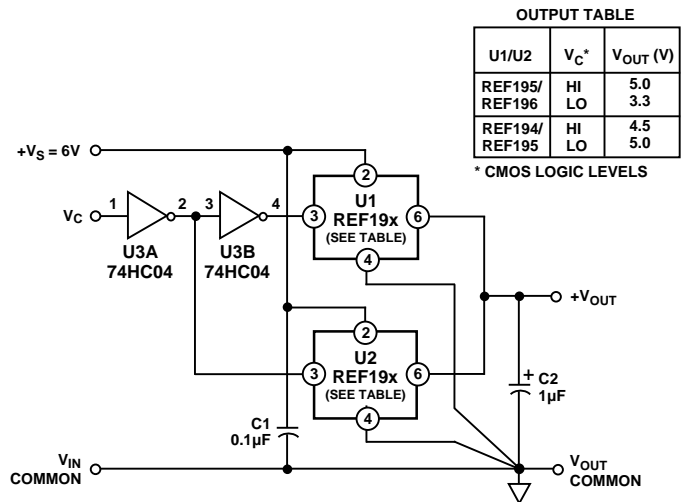 OUTPUT TABLE
U1/U2 V_C* V_OUT (V)
REF195/ HI 5.0
REF196 LO 3.3
REF194/ HI 4.5
REF195 LO 5.0
* CMOS LOGIC LEVELS
+V_S = 6V
2
U1
V_C 1 2 3 4 3 REF19x 6
(SEE TABLE)
U3A U3B
74HC04 74HC04
4
+V_OUT
2
U2
3 REF19x 6
(SEE TABLE)
+ C2
1µF
C1
0.1µF
4
V_IN
COMMON
V_OUT
COMMON